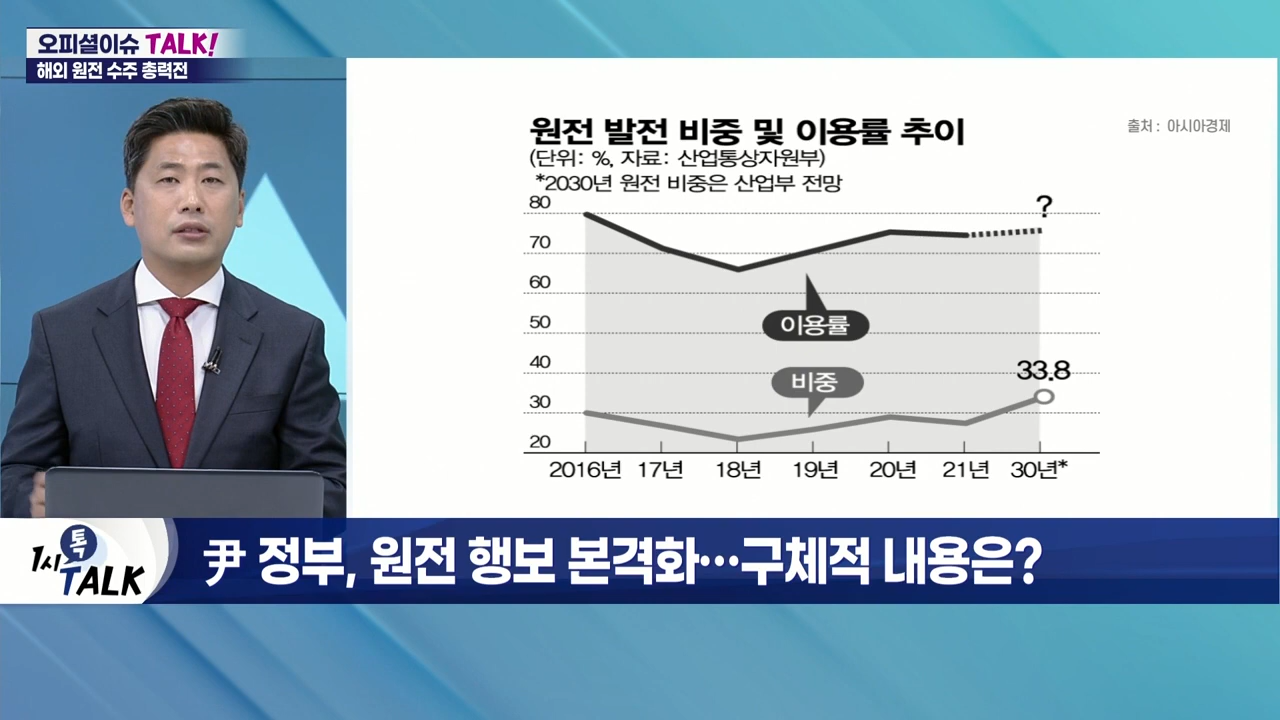 오피셜이슈 TALK!
해외 원전 수주 총력전
원전 발전 비중 및 이용률 추이
출처 : 아시아경제
(단위: %, 자료: 산업통상자원부)
*2030년 원전 비중은 산업부 전망
80
?
70
60
50
이용률
40
33.8
비중
30
20
2016년 17년 18년 19년 20년 21년 30년*
1시 톡 TALK
尹 정부, 원전 행보 본격화…구체적 내용은?